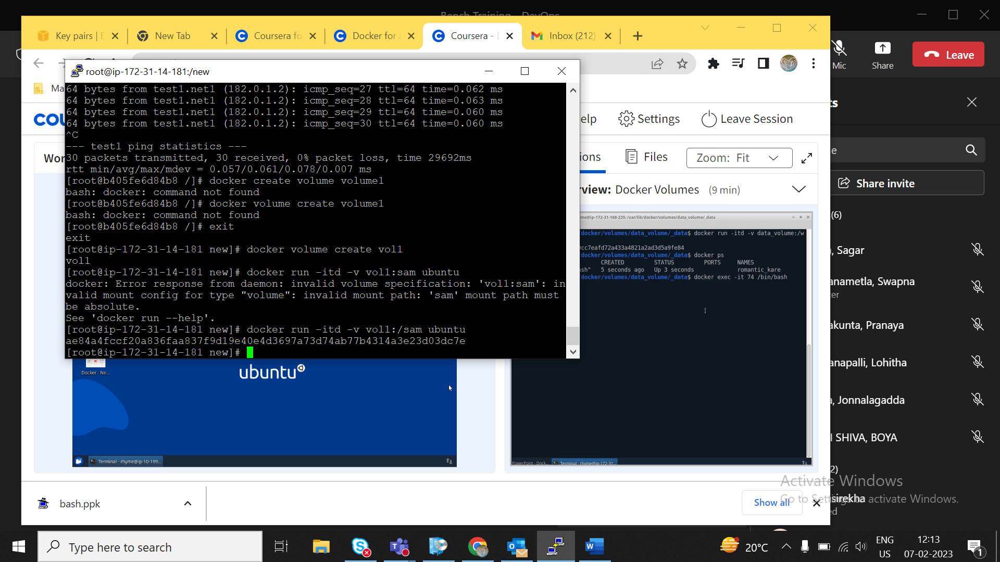 Bench Training DevOps
Key pairs | E
New Tab
Coursera fo
Docker for a
Coursera - D
Inbox (212)
Mic
Share
Leave
root@ip-172-31-14-181:/new
Ma
64 bytes from test1.net1 (182.0.1.2): icmp_seq=27 ttl=64 time=0.062 ms
64 bytes from test1.net1 (182.0.1.2): icmp_seq=28 ttl=64 time=0.063 ms
64 bytes from test1.net1 (182.0.1.2): icmp_seq=29 ttl=64 time=0.060 ms
64 bytes from test1.net1 (182.0.1.2): icmp_seq=30 ttl=64 time=0.060 ms
^C
--- test1 ping statistics ---
30 packets transmitted, 30 received, 0% packet loss, time 29692ms
rtt min/avg/max/mdev = 0.057/0.061/0.078/0.007 ms
[root@b405fe6d84b8 /]# docker create volume volume1
bash: docker: command not found
[root@b405fe6d84b8 /]# docker volume create volume1
bash: docker: command not found
[root@b405fe6d84b8 /]# exit
exit
[root@ip-172-31-14-181 new]# docker volume create vol1
vol1
[root@ip-172-31-14-181 new]# docker run -itd -v vol1:sam ubuntu
docker: Error response from daemon: invalid volume specification: 'vol1:sam': in
valid mount config for type "volume": invalid mount path: 'sam' mount path must
be absolute.
See 'docker run --help'.
[root@ip-172-31-14-181 new]# docker run -itd -v vol1:/sam ubuntu
ae84a4fccf20a836faa837f9d19e40e4d3697a73d74ab77b4314a3e23d03dc7e
[root@ip-172-31-14-181 new]#
cou
Wor
elp
Settings
Leave Session
ions
Files
Zoom: Fit
rview: Docker Volumes (9 min)
me@ip-172-31-168-235: /var/lib/docker/volumes/data_volume/_data
docker/volumes/data_volume/_data$ docker run -itd -v data_volume:/w
cc7eafd72a433a4821a2ad3d5a9fe84
docker/volumes/data_volume/_data$ docker ps
CREATED STATUS PORTS NAMES
sh" 5 seconds ago Up 3 seconds romantic_kare
docker/volumes/data_volume/_data$ docker exec -it 74 /bin/bash
PowerPoint - Dock...
Terminal - rhyme@ip-172-31...
Docker - Ne...
ubuntu
Terminal - rhyme@ip-10-199...
ts
e
Share invite
(6)
, Sagar
anametla, Swapna
er
akunta, Pranaya
anapalli, Lohitha
a, Jonnalagadda
I SHIVA, BOYA
2)
sirekha
ed
Activate Windows
Go to Settings to activate Windows.
bash.ppk
Show all
Type here to search
20°C
ENG
US
12:13
07-02-2023
1